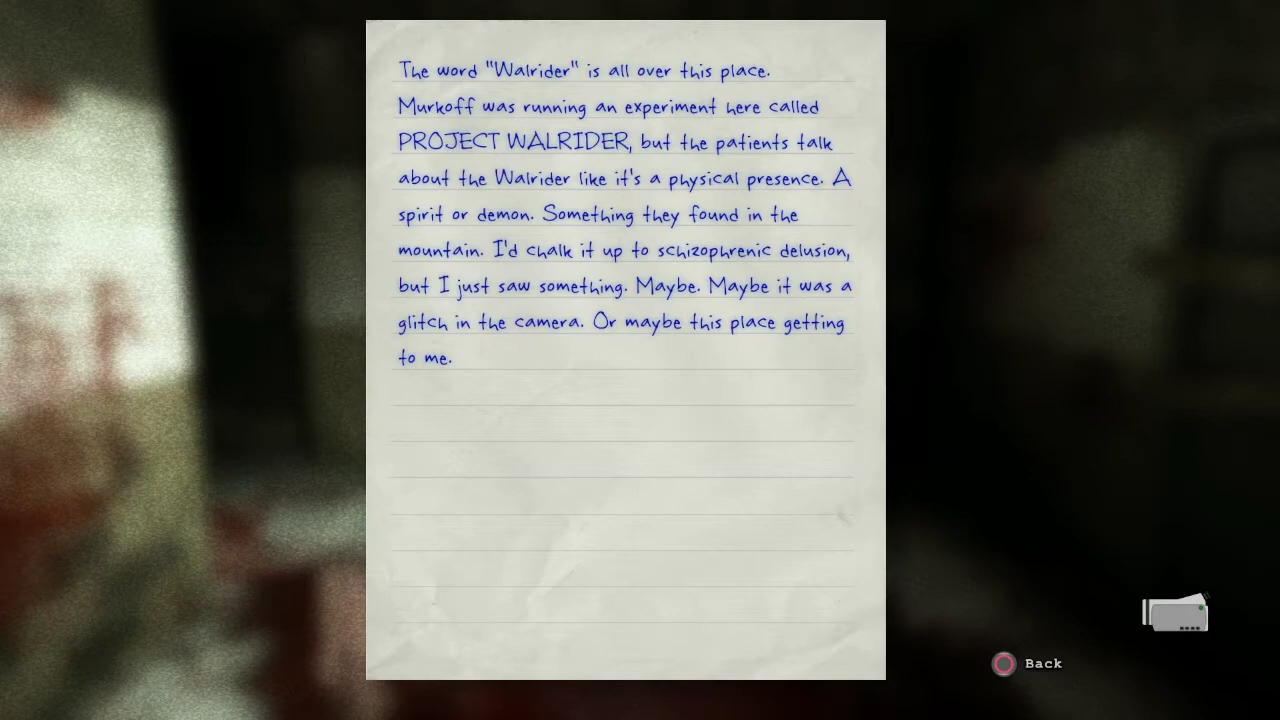 The word "Walrider" is all over this place.
Murkoff was running an experiment here called
PROJECT WALRIDER, but the patients talk
about the Walrider like it's a physical presence. A
spirit or demon. Something they found in the
mountain. I'd chalk it up to schizophrenic delusion,
but I just saw something. Maybe. Maybe it was a
glitch in the camera. Or maybe this place getting
to me.
Back